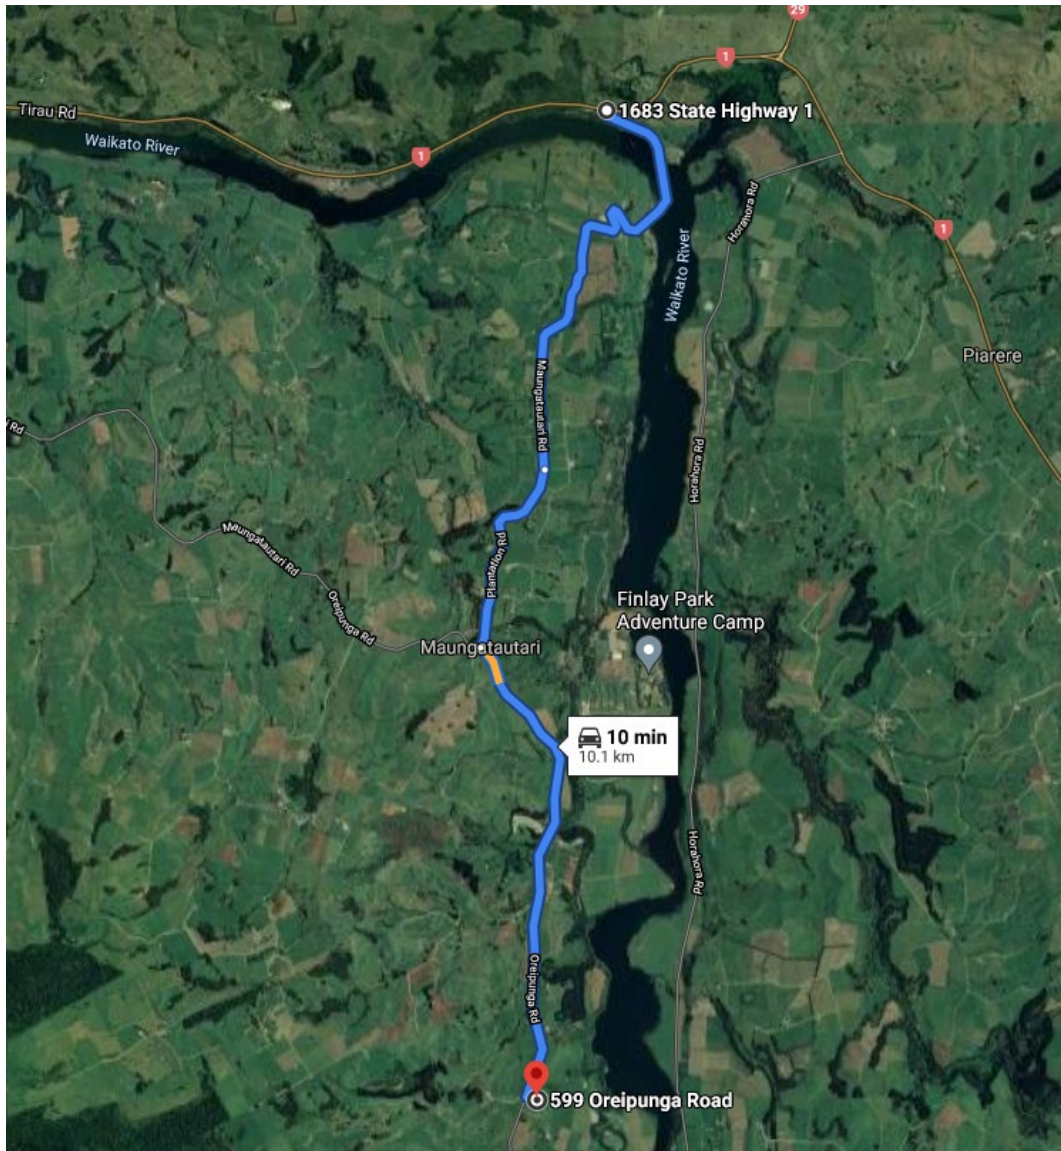 29
1
Tirau Rd
1683 State Highway 1
Waikato River
1
Horahora Rd
1
Waikato River
Piarere
Maungatautari Rd
Horahora Rd
Maungatautari Rd
Plantation Rd
Oreipunga Rd
Finlay Park
Adventure Camp
Maungatautari
10 min
10.1 km
Horahora Rd
Oreipunga Rd
599 Oreipunga Road